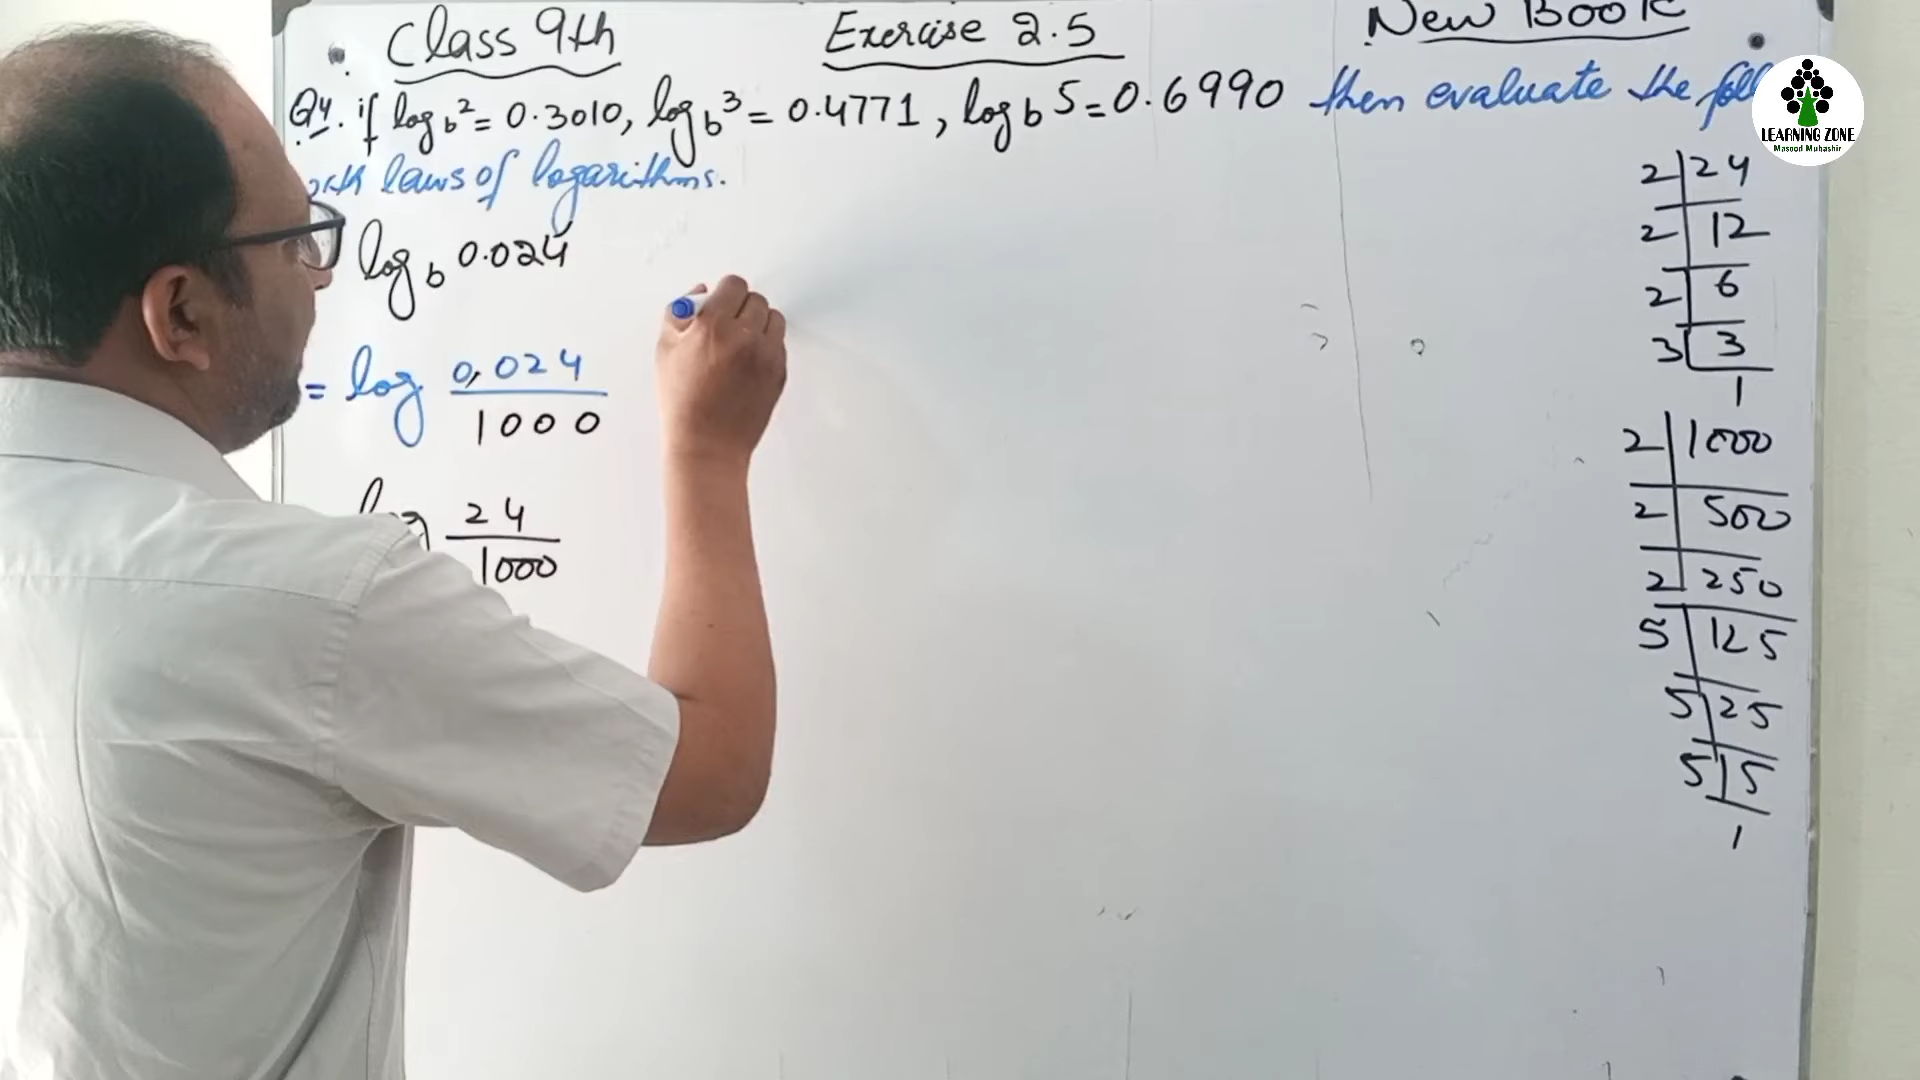 Class 9th Exercise 2.5 New Book
Q4. if log b 2 = 0.3010, log b 3 = 0.4771, log b 5 = 0.6990 then evaluate the foll
laws of logarithms.
log b 0.024
= log 0,024 / 1000
24 / 1000
2 | 24
2 | 12
2 | 6
3 | 3
1
2 | 1000
2 | 500
2 | 250
5 | 125
5 | 25
5 | 5
1
LEARNING ZONE
Masood Mubashir